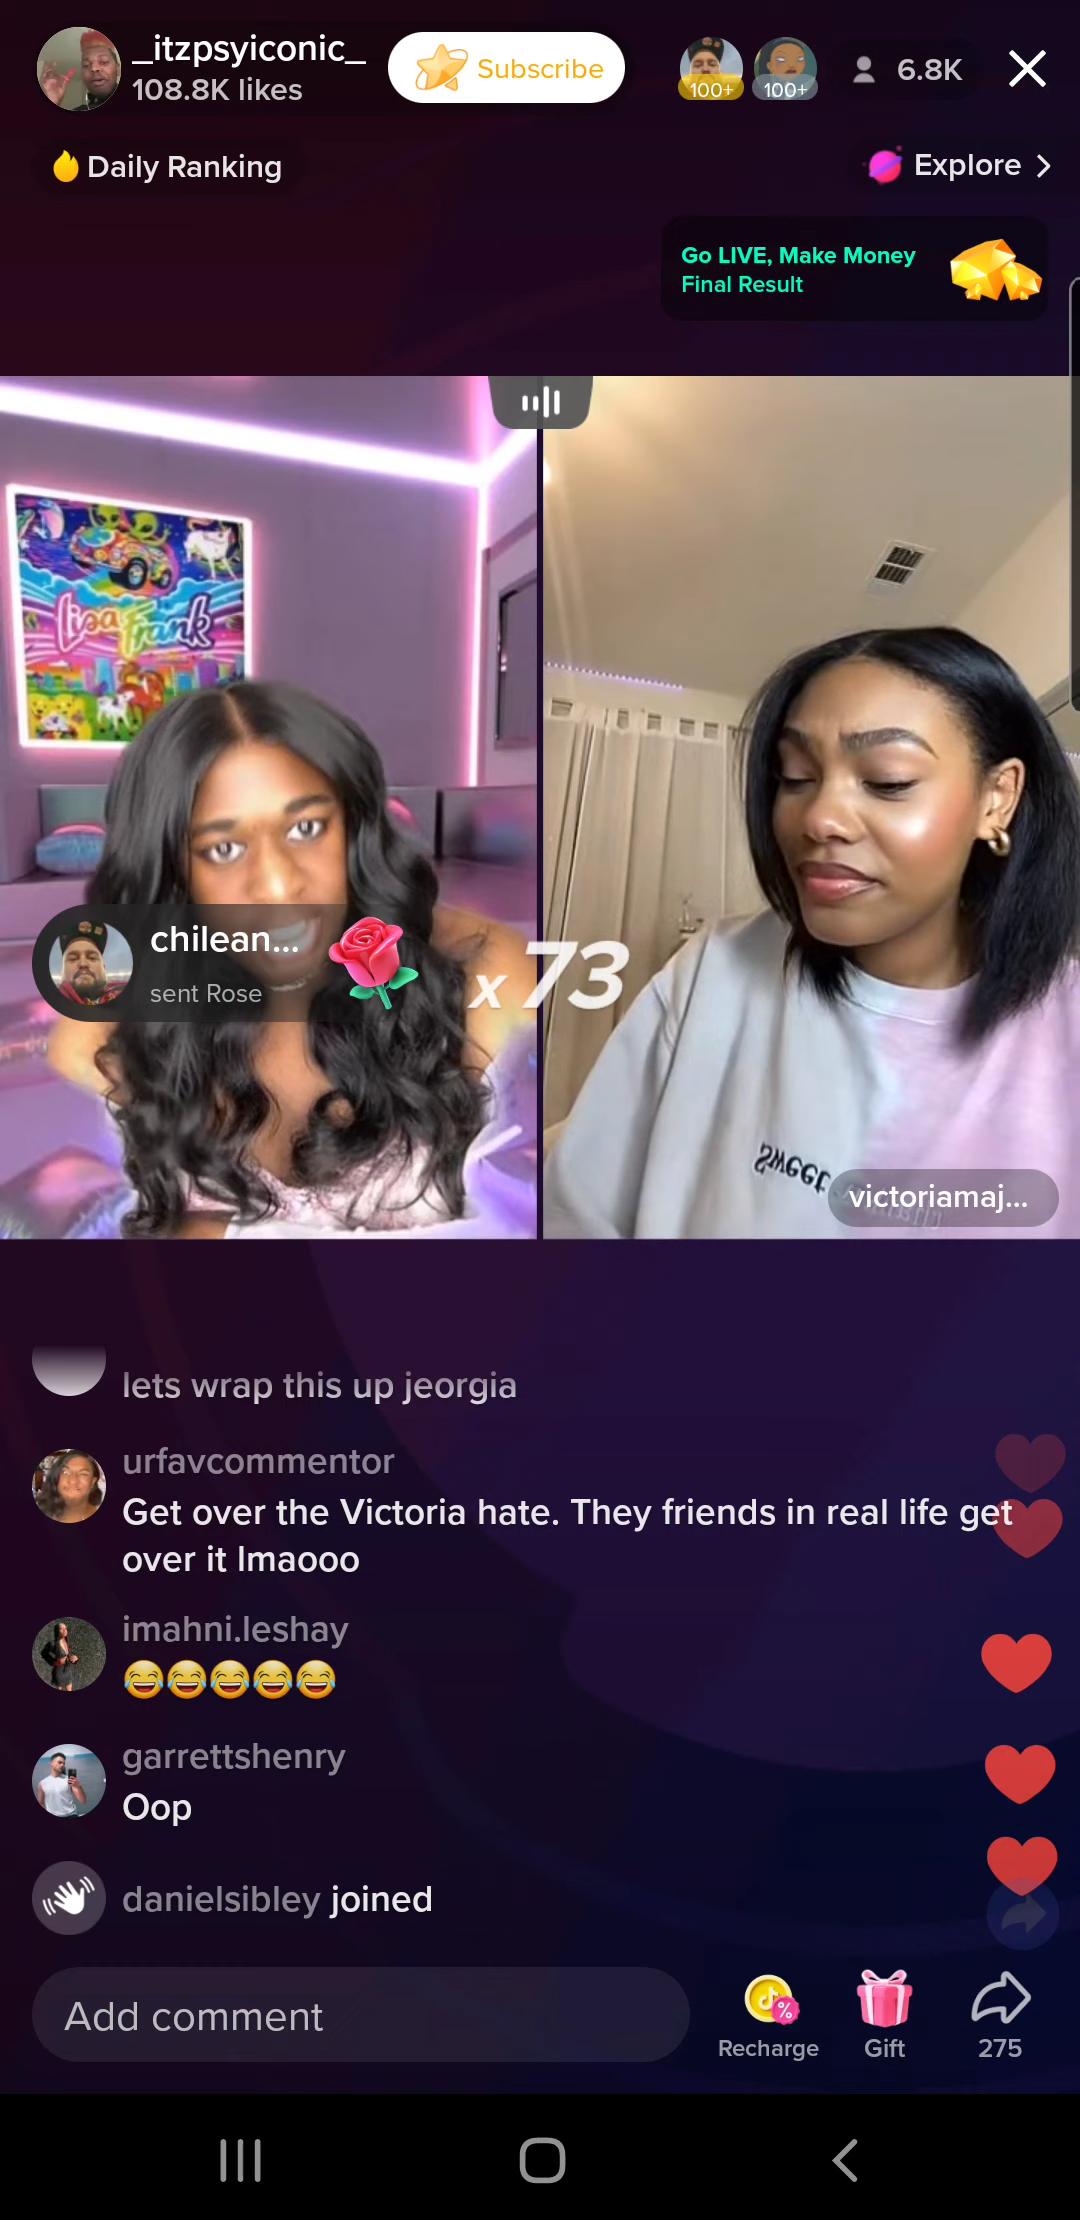 _itzpsyiconic_
108.8K likes
Subscribe
100+
100+
6.8K
Daily Ranking
Explore >
Go LIVE, Make Money
Final Result
Lisa Frank
chilean...
sent Rose
x 73
Sweet
victoriamaj...
lets wrap this up jeorgia
urfavcommentor
Get over the Victoria hate. They friends in real life get
over it lmaooo
imahni.leshay
😂😂😂😂😂
garrettshenry
Oop
danielsibley joined
Add comment
Recharge
Gift
275